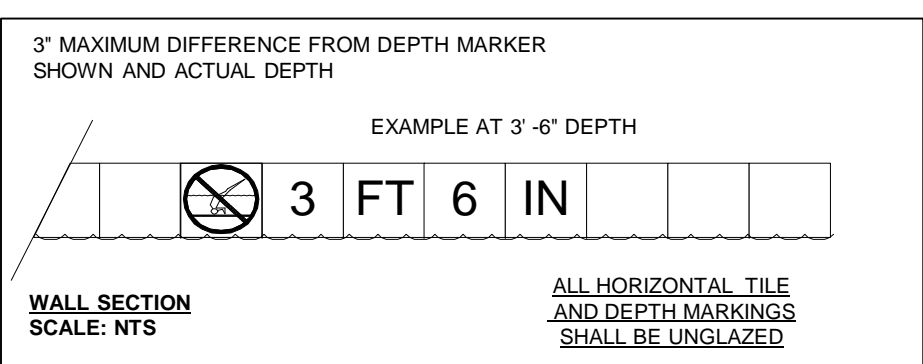 3" MAXIMUM DIFFERENCE FROM DEPTH MARKER
SHOWN AND ACTUAL DEPTH
EXAMPLE AT 3' -6" DEPTH
3 FT 6 IN
WALL SECTION
SCALE: NTS
ALL HORIZONTAL TILE
AND DEPTH MARKINGS
SHALL BE UNGLAZED